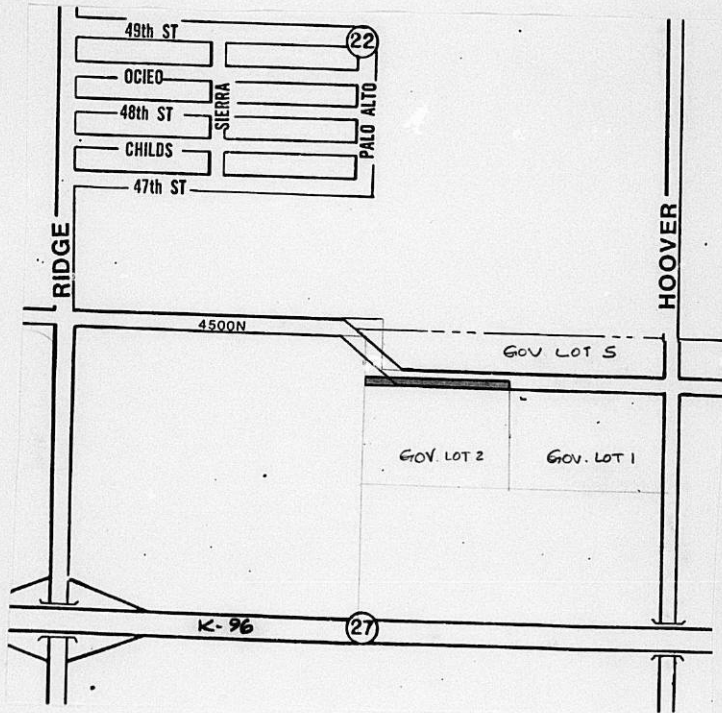 49th ST
22
OCIEO
SIERRA
PALO ALTO
48th ST
CHILDS
47th ST
RIDGE
HOOVER
4500N
GOV LOT 5
GOV. LOT 2
GOV. LOT 1
K-96
27